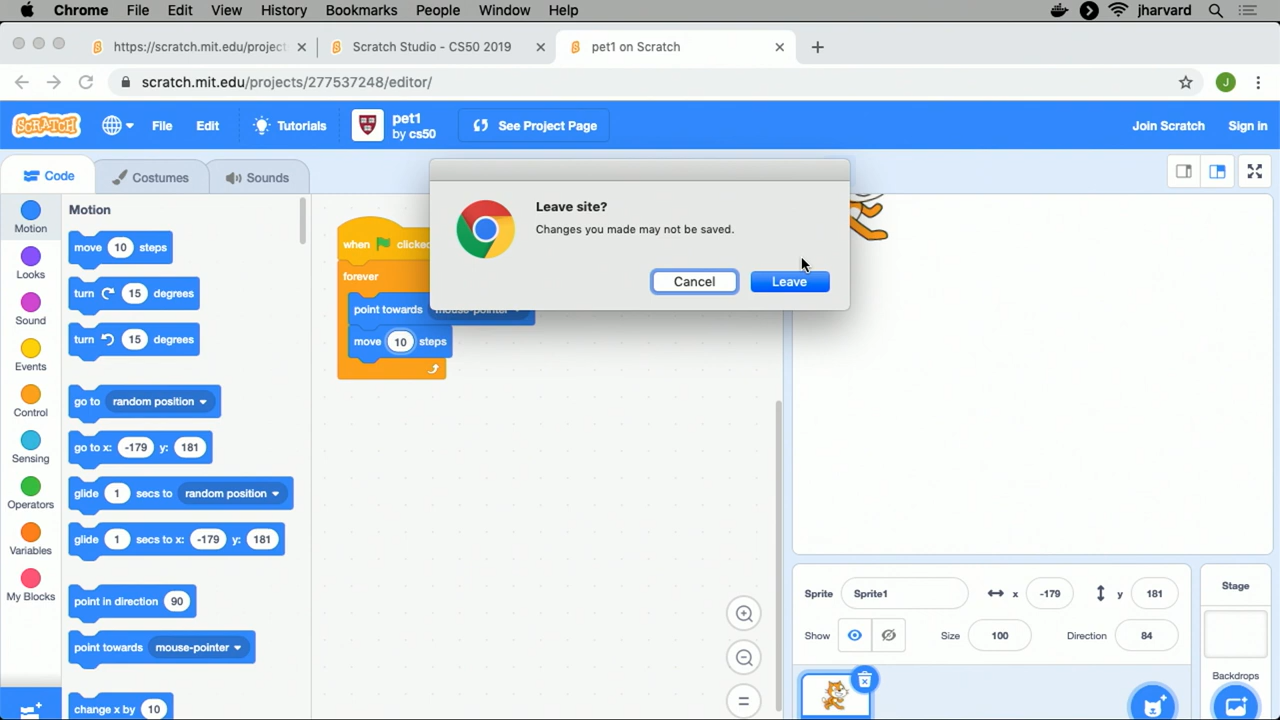 Chrome File Edit View History Bookmarks People Window Help jharvard
https://scratch.mit.edu/project Scratch Studio - CS50 2019 pet1 on Scratch
scratch.mit.edu/projects/277537248/editor/ J
SCRATCH File Edit Tutorials pet1 See Project Page Join Scratch Sign in
by cs50
Code Costumes Sounds
Leave site?
Changes you made may not be saved.
Cancel Leave
Motion
Looks
Sound
Events
Control
Sensing
Operators
Variables
My Blocks
Motion
move 10 steps
turn 15 degrees
turn 15 degrees
go to random position
go to x: -179 y: 181
glide 1 secs to random position
glide 1 secs to x: -179 y: 181
point in direction 90
point towards mouse-pointer
change x by 10
when clicked
forever
point towards mouse-pointer
move 10 steps
Sprite Sprite1 x -179 y 181
Show Size 100 Direction 84
Stage
Backdrops